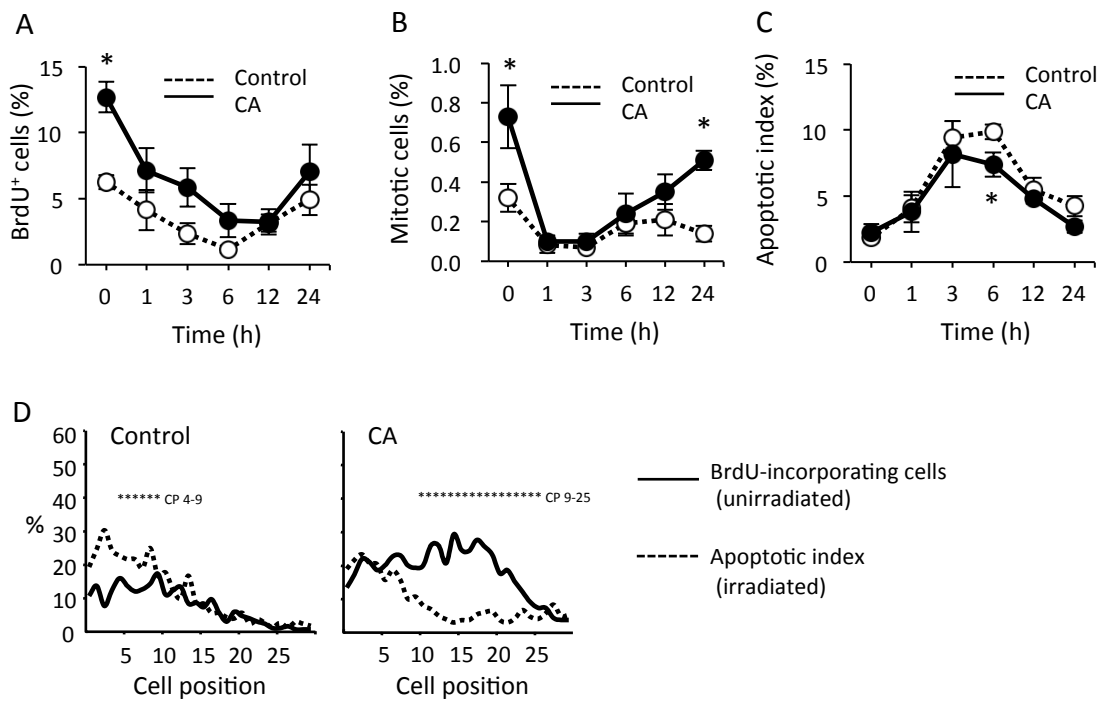 A
BrdU⁺ cells (%)
15
10
5
0
*
Control
CA
0 1 3 6 12 24
Time (h)
B
Mitotic cells (%)
1.0
0.8
0.6
0.4
0.2
0.0
*
*
Control
CA
0 1 3 6 12 24
Time (h)
C
Apoptotic index (%)
15
10
5
0
*
Control
CA
0 1 3 6 12 24
Time (h)
D
%
60
50
40
30
20
10
0
Control
****** CP 4-9
5 10 15 20 25
Cell position
CA
***************** CP 9-25
5 10 15 20 25
Cell position
BrdU-incorporating cells
(unirradiated)
Apoptotic index
(irradiated)